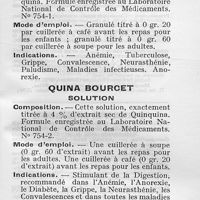 quina. Formule enregistrée au Laboratoire
National de Contrôle des Médicaments.
N° 754-1.
Mode d'emploi. — Granulé titré à 0 gr. 20
par cuillerée à café avant les repas pour
les enfants ; granulé titré à 0 gr. 60
par cuillerée à soupe pour les adultes.
Indications. — Anémie, Tuberculose,
Grippe, Convalescence, Neurasthénie,
Paludisme, Maladies infectieuses. Ano-
rexie.
QUINA BOURCET
SOLUTION
Composition. — Cette solution, exactement
titrée à 4 % d'extrait sec de Quinquina.
Formule enregistrée au Laboratoire Na-
tional de Contrôle des Médicaments.
N° 754-2.
Mode d'emploi. — Une cuillerée à soupe
(0 gr. 60 d'extrait) avant les repas pour
les adultes. Une cuillerée à café (0 gr. 20
d'extrait) avant les repas pour les enfants.
Indications. — Stimulant de la Digestion,
recommandé dans l'Anémie, l'Anorexie,
le Diabète, la Grippe, la Neurasthénie, les
Convalescences et dans toutes les maladies